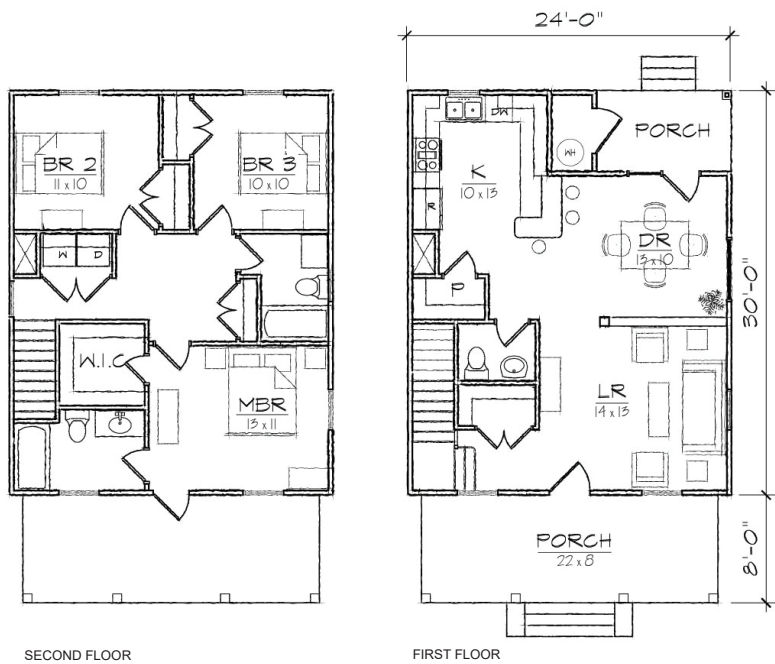 24'-0"
BR 2
11 x 10
BR 3
10 x 10
W
D
W.I.C
MBR
13 x 11
DW
WH
PORCH
K
10 x 13
R
DR
13 x 10
P
LR
14 x 13
30'-0"
PORCH
22 x 8
8'-0"
SECOND FLOOR
FIRST FLOOR